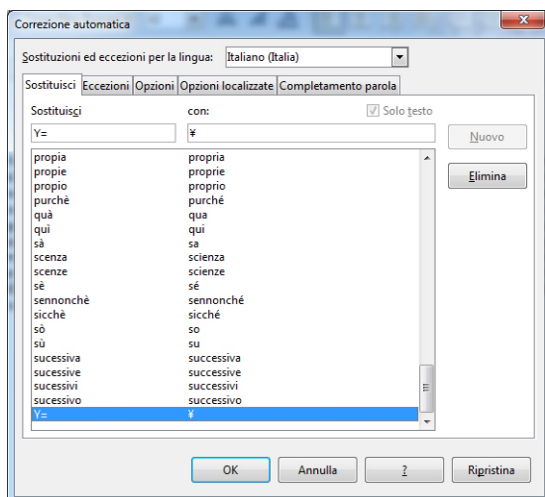 Correzione automatica
Sostituzioni ed eccezioni per la lingua: Italiano (Italia)
Sostituisci Eccezioni Opzioni Opzioni localizzate Completamento parola
Sostituisci con: Solo testo
Y= ¥ Nuovo
propia propria
propie proprie
propio proprio
purchè purché
quà qua
quì qui
sà sa
scenza scienza
scenze scienze
sè sé
sennonchè sennonché
sicchè sicché
sò so
sù su
sucessiva successiva
sucessive successive
sucessivi successivi
sucessivo successivo
Y= ¥
Elimina
OK Annulla ? Ripristina